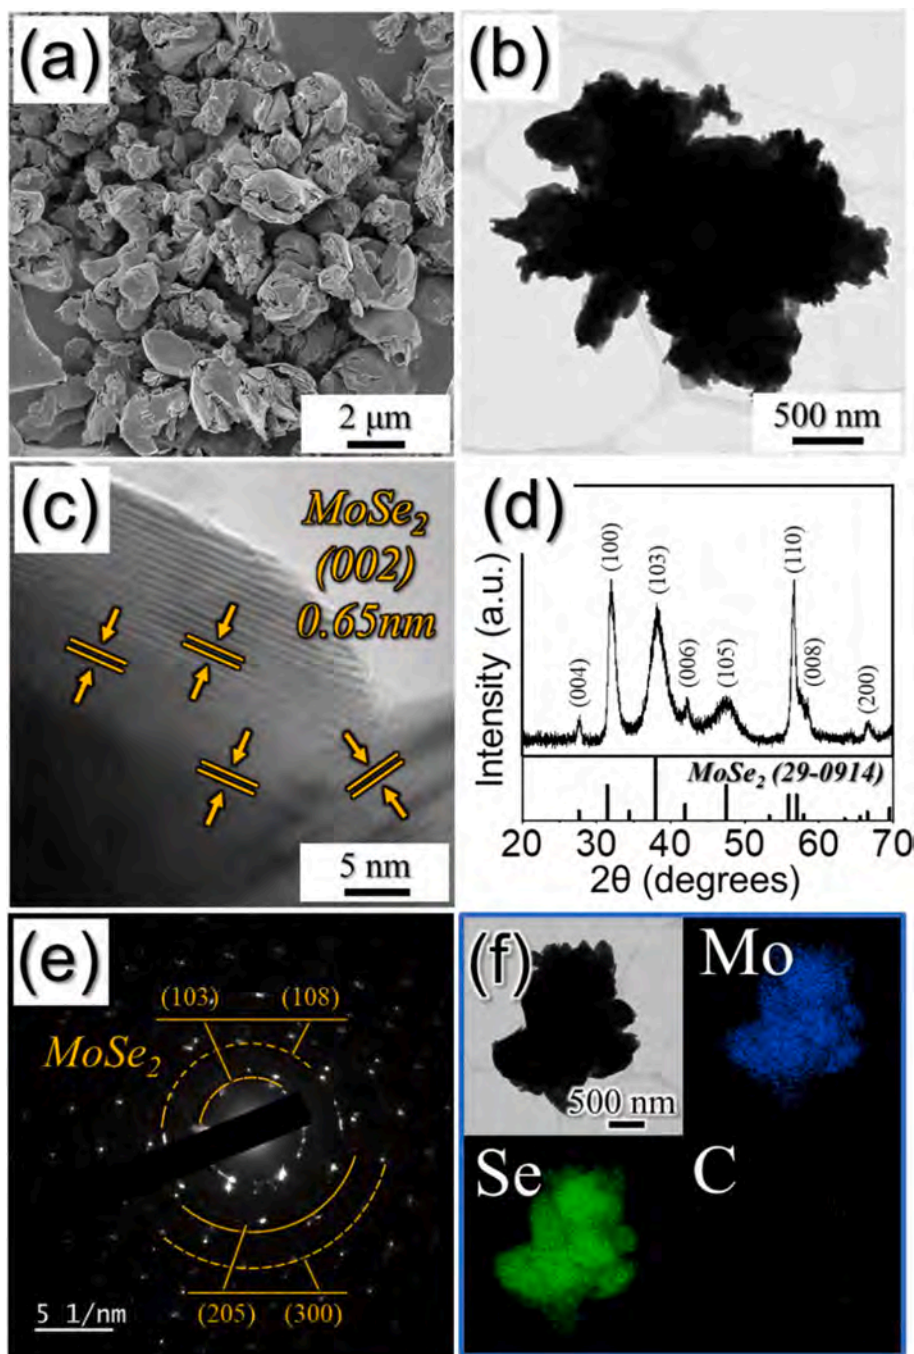 (a)
2 μm
(b)
500 nm
(c)
MoSe2
(002)
0.65nm
5 nm
(d)
Intensity (a.u.)
(004)
(100)
(103)
(006)
(105)
(110)
(008)
(200)
MoSe2 (29-0914)
20 30 40 50 60 70
2θ (degrees)
(e)
(103) (108)
MoSe2
(205) (300)
5 1/nm
(f)
500 nm
Mo
Se
C